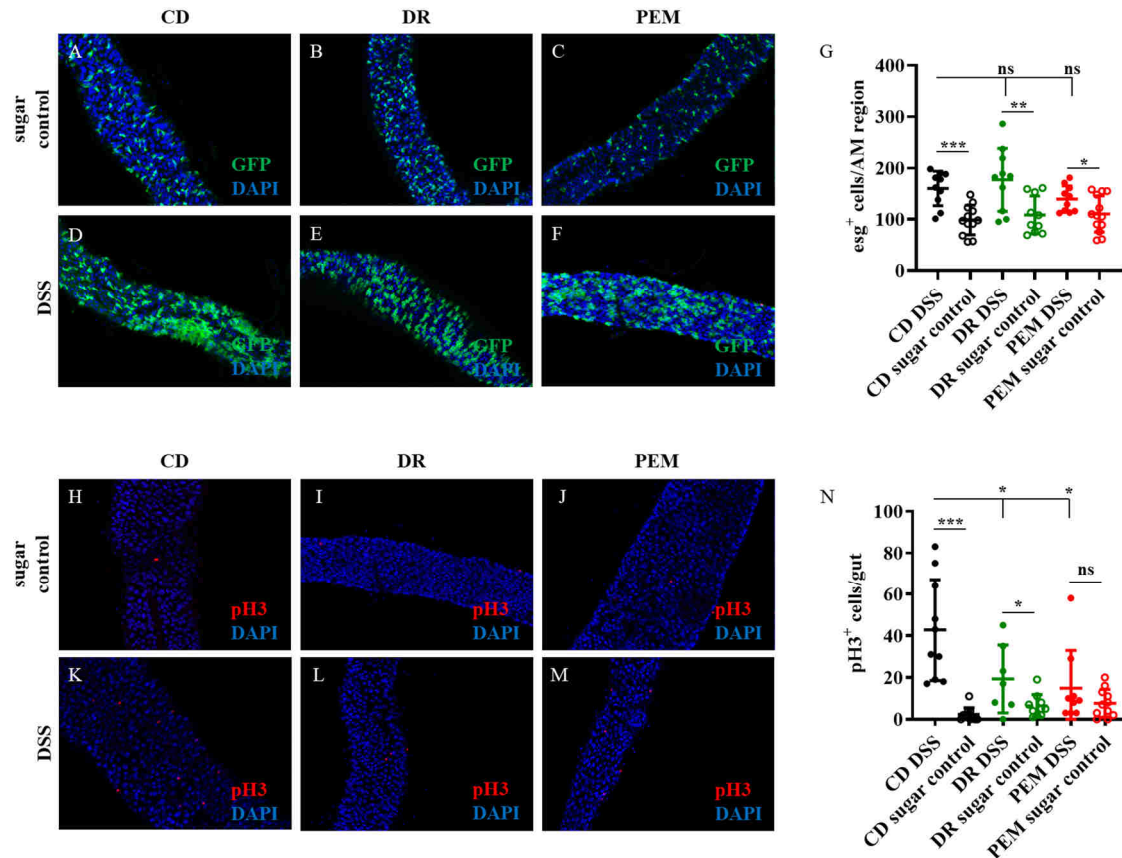 CD DR PEM
sugar control
A
GFP
DAPI
B
GFP
DAPI
C
GFP
DAPI
DSS
D
GFP
DAPI
E
GFP
DAPI
F
GFP
DAPI
G
esg+ cells/AM region
400
300
200
100
0
ns ns
***
**
*
CD DSS
CD sugar control
DR DSS
DR sugar control
PEM DSS
PEM sugar control
CD DR PEM
sugar control
H
pH3
DAPI
I
pH3
DAPI
J
pH3
DAPI
DSS
K
pH3
DAPI
L
pH3
DAPI
M
pH3
DAPI
N
pH3+ cells/gut
100
80
60
40
20
0
* *
***
*
ns
CD DSS
CD sugar control
DR DSS
DR sugar control
PEM DSS
PEM sugar control